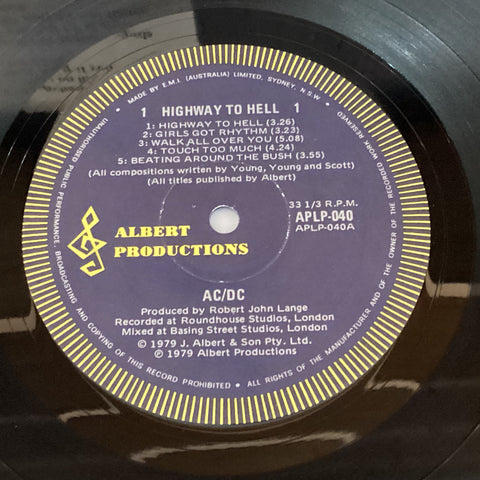 MADE BY E.M.I. (AUSTRALIA) LIMITED, SYDNEY, N.S.W.
1 HIGHWAY TO HELL 1
1: HIGHWAY TO HELL (3.26)
2: GIRLS GOT RHYTHM (3.23)
3: WALK ALL OVER YOU (5.08)
4: TOUCH TOO MUCH (4.24)
5: BEATING AROUND THE BUSH (3.55)
(All compositions written by Young, Young and Scott)
(All titles published by Albert)
33 1/3 R.P.M.
APLP-040
APLP-040A
ALBERT
PRODUCTIONS
AC/DC
Produced by Robert John Lange
Recorded at Roundhouse Studios, London
Mixed at Basing Street Studios, London
© 1979 J. Albert & Son Pty. Ltd.
℗ 1979 Albert Productions
UNAUTHORISED PUBLIC PERFORMANCE, BROADCASTING AND COPYING OF THIS RECORD PROHIBITED • ALL RIGHTS OF THE MANUFACTURER AND OF THE OWNER OF THE RECORDED WORK RESERVED